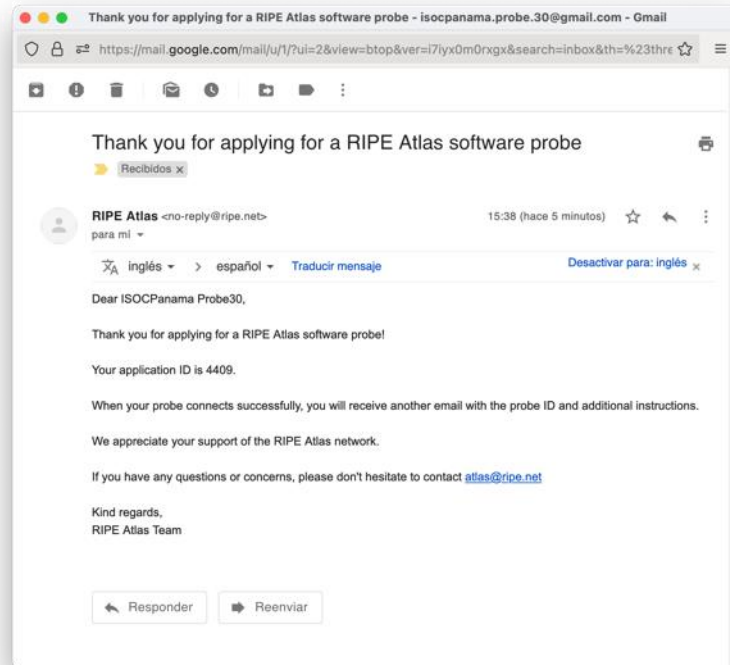 Thank you for applying for a RIPE Atlas software probe - isocpanama.probe.30@gmail.com - Gmail
https://mail.google.com/mail/u/1/?ui=2&view=btop&ver=i7iyx0m0rxgx&search=inbox&th=%23thre
Thank you for applying for a RIPE Atlas software probe
Recibidos x
RIPE Atlas <no-reply@ripe.net> 15:38 (hace 5 minutos)
para mí
inglés > español Traducir mensaje Desactivar para: inglés x
Dear ISOCPanama Probe30,
Thank you for applying for a RIPE Atlas software probe!
Your application ID is 4409.
When your probe connects successfully, you will receive another email with the probe ID and additional instructions.
We appreciate your support of the RIPE Atlas network.
If you have any questions or concerns, please don't hesitate to contact atlas@ripe.net
Kind regards,
RIPE Atlas Team
Responder Reenviar